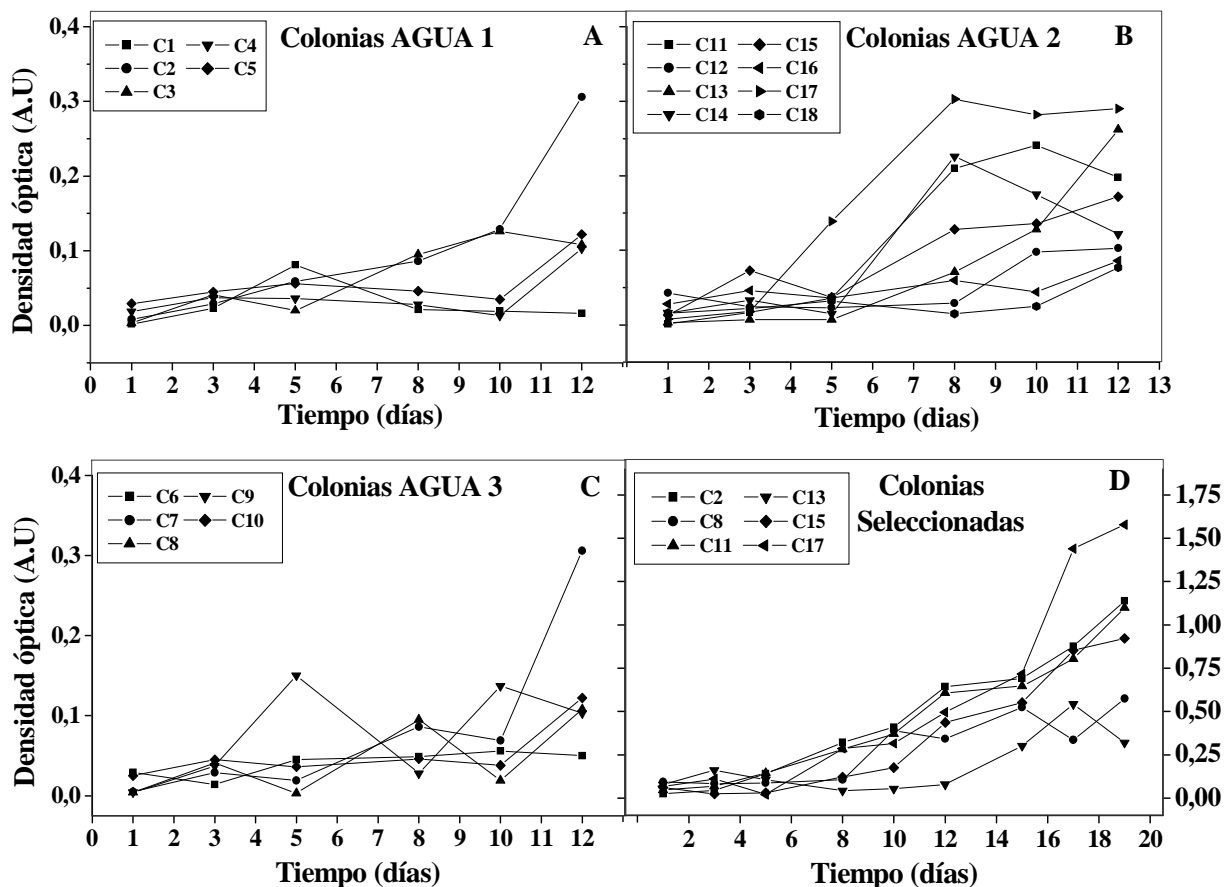 Colonias AGUA 1
A
C1
C2
C3
C4
C5
0,4
0,3
0,2
0,1
0,0
Densidad óptica (A.U)
0 1 2 3 4 5 6 7 8 9 10 11 12
Tiempo (días)
Colonias AGUA 2
B
C11
C12
C13
C14
C15
C16
C17
C18
1 2 3 4 5 6 7 8 9 10 11 12 13
Tiempo (dias)
Colonias AGUA 3
C
C6
C7
C8
C9
C10
0,4
0,3
0,2
0,1
0,0
Densidad óptica (A.U)
0 1 2 3 4 5 6 7 8 9 10 11 12
Tiempo (días)
Colonias
Seleccionadas
D
C2
C8
C11
C13
C15
C17
1,75
1,50
1,25
1,00
0,75
0,50
0,25
0,00
2 4 6 8 10 12 14 16 18 20
Tiempo (días)